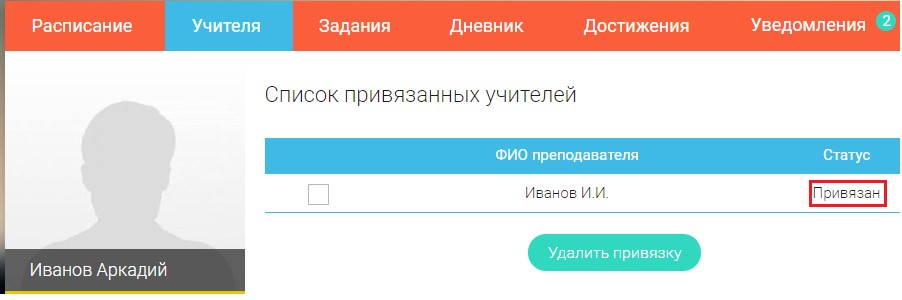 Расписание Учителя Задания Дневник Достижения Уведомления 2
Список привязанных учителей
ФИО преподавателя Статус
Иванов И.И. Привязан
Удалить привязку
Иванов Аркадий